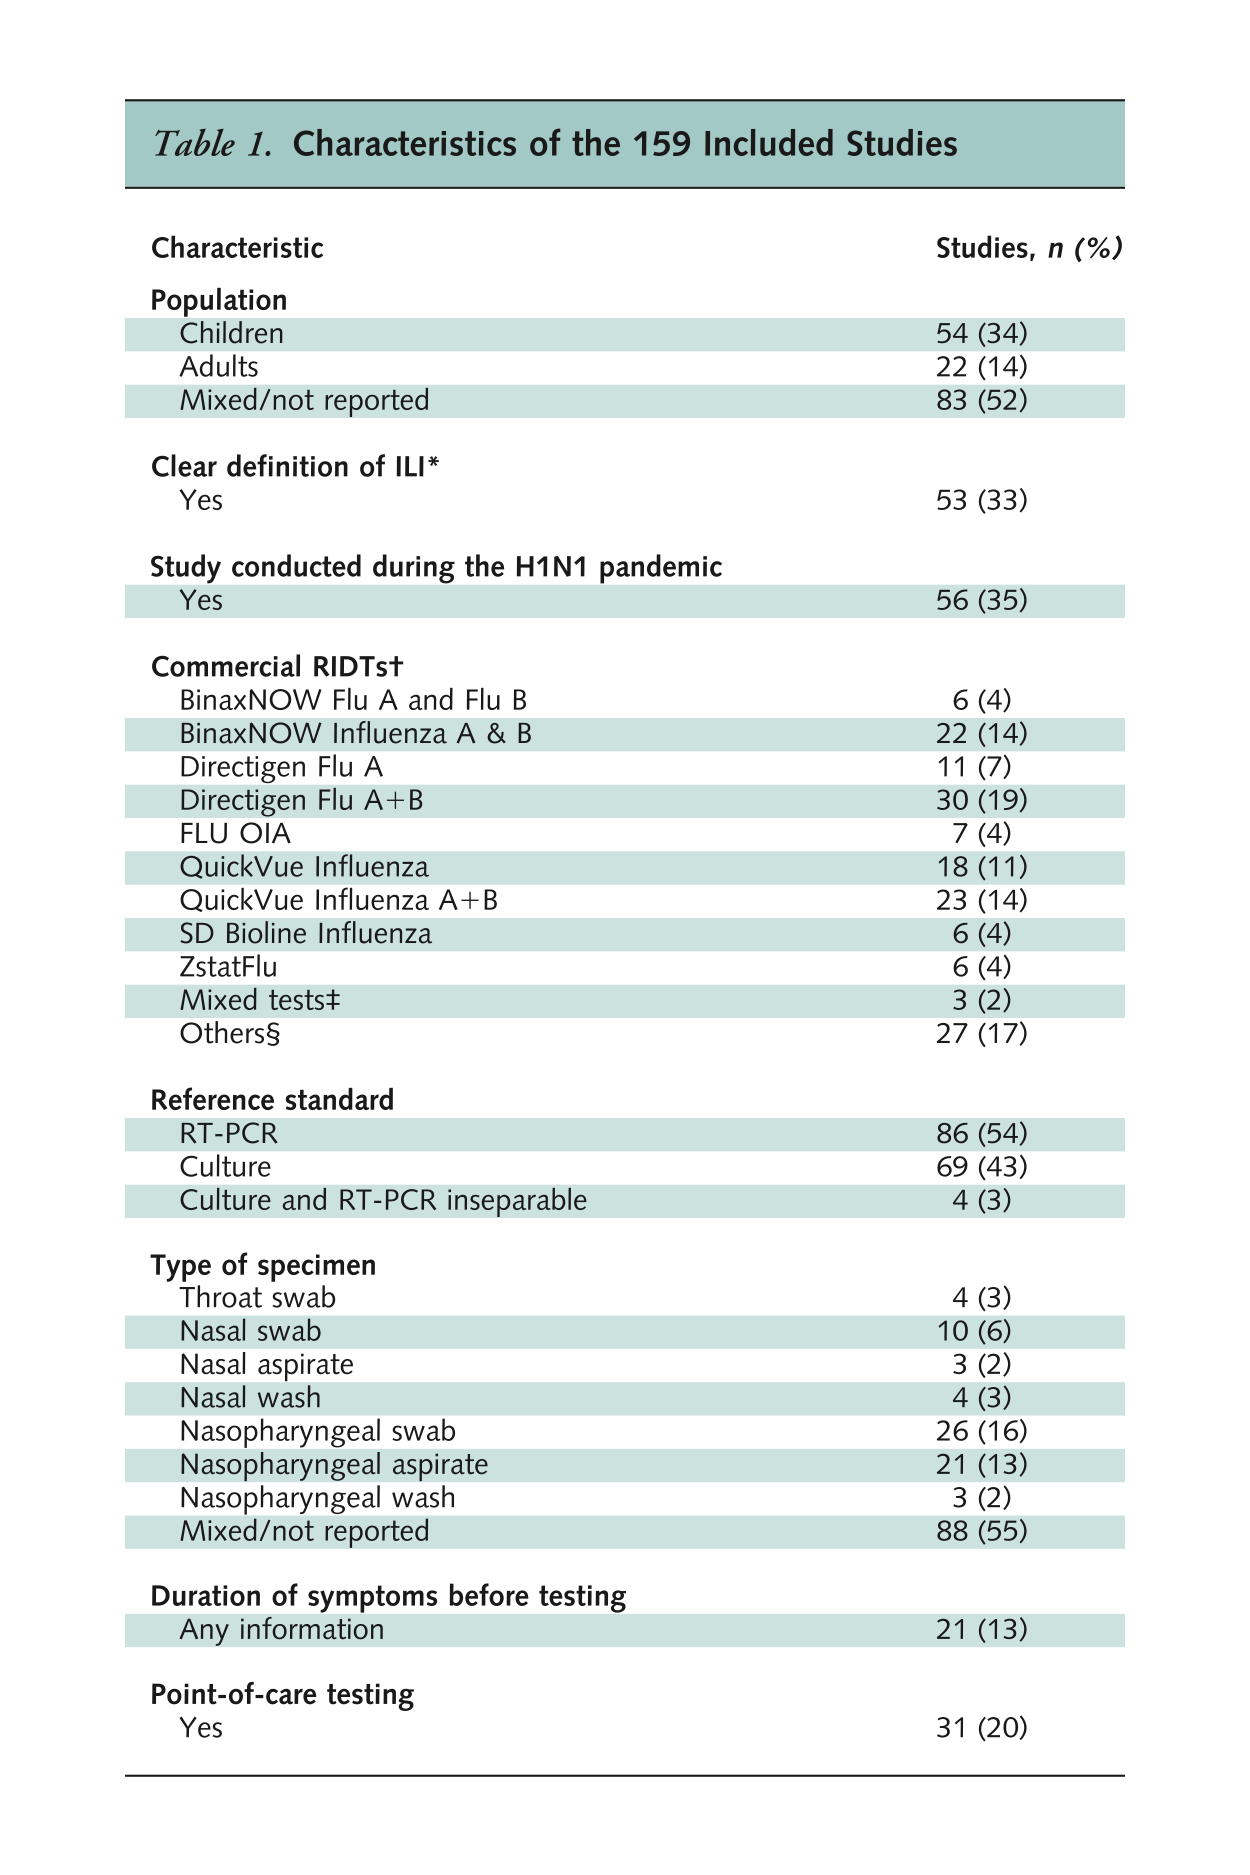 Table 1. Characteristics of the 159 Included Studies
Characteristic Studies, n (%)
Population
Children 54 (34)
Adults 22 (14)
Mixed/not reported 83 (52)
Clear definition of ILI*
Yes 53 (33)
Study conducted during the H1N1 pandemic
Yes 56 (35)
Commercial RIDTs†
BinaxNOW Flu A and Flu B 6 (4)
BinaxNOW Influenza A & B 22 (14)
Directigen Flu A 11 (7)
Directigen Flu A+B 30 (19)
FLU OIA 7 (4)
QuickVue Influenza 18 (11)
QuickVue Influenza A+B 23 (14)
SD Bioline Influenza 6 (4)
ZstatFlu 6 (4)
Mixed tests‡ 3 (2)
Others§ 27 (17)
Reference standard
RT-PCR 86 (54)
Culture 69 (43)
Culture and RT-PCR inseparable 4 (3)
Type of specimen
Throat swab 4 (3)
Nasal swab 10 (6)
Nasal aspirate 3 (2)
Nasal wash 4 (3)
Nasopharyngeal swab 26 (16)
Nasopharyngeal aspirate 21 (13)
Nasopharyngeal wash 3 (2)
Mixed/not reported 88 (55)
Duration of symptoms before testing
Any information 21 (13)
Point-of-care testing
Yes 31 (20)